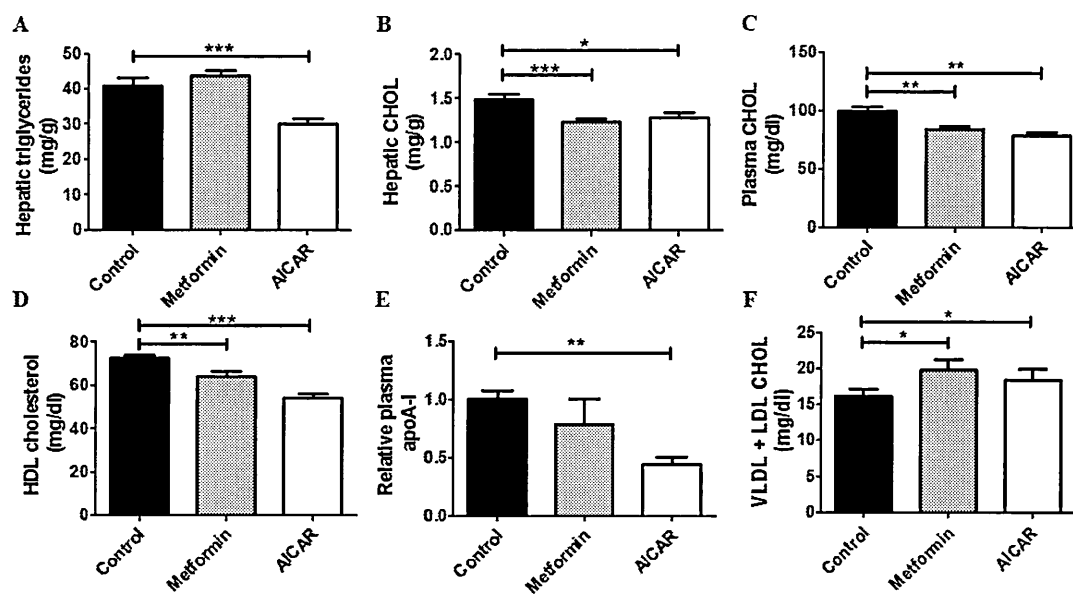 A
Hepatic triglycerides
(mg/g)
50
40
30
20
10
0
***
Control
Metformin
AICAR
B
Hepatic CHOL
(mg/g)
2.0
1.5
1.0
0.5
0.0
*
***
Control
Metformin
AICAR
C
Plasma CHOL
(mg/dl)
150
100
50
0
**
**
Control
Metformin
AICAR
D
HDL cholesterol
(mg/dl)
80
60
40
20
0
***
**
Control
Metformin
AICAR
E
Relative plasma
apoA-I
1.5
1.0
0.5
0.0
**
Control
Metformin
AICAR
F
VLDL + LDL CHOL
(mg/dl)
25
20
15
10
5
0
*
*
Control
Metformin
AICAR